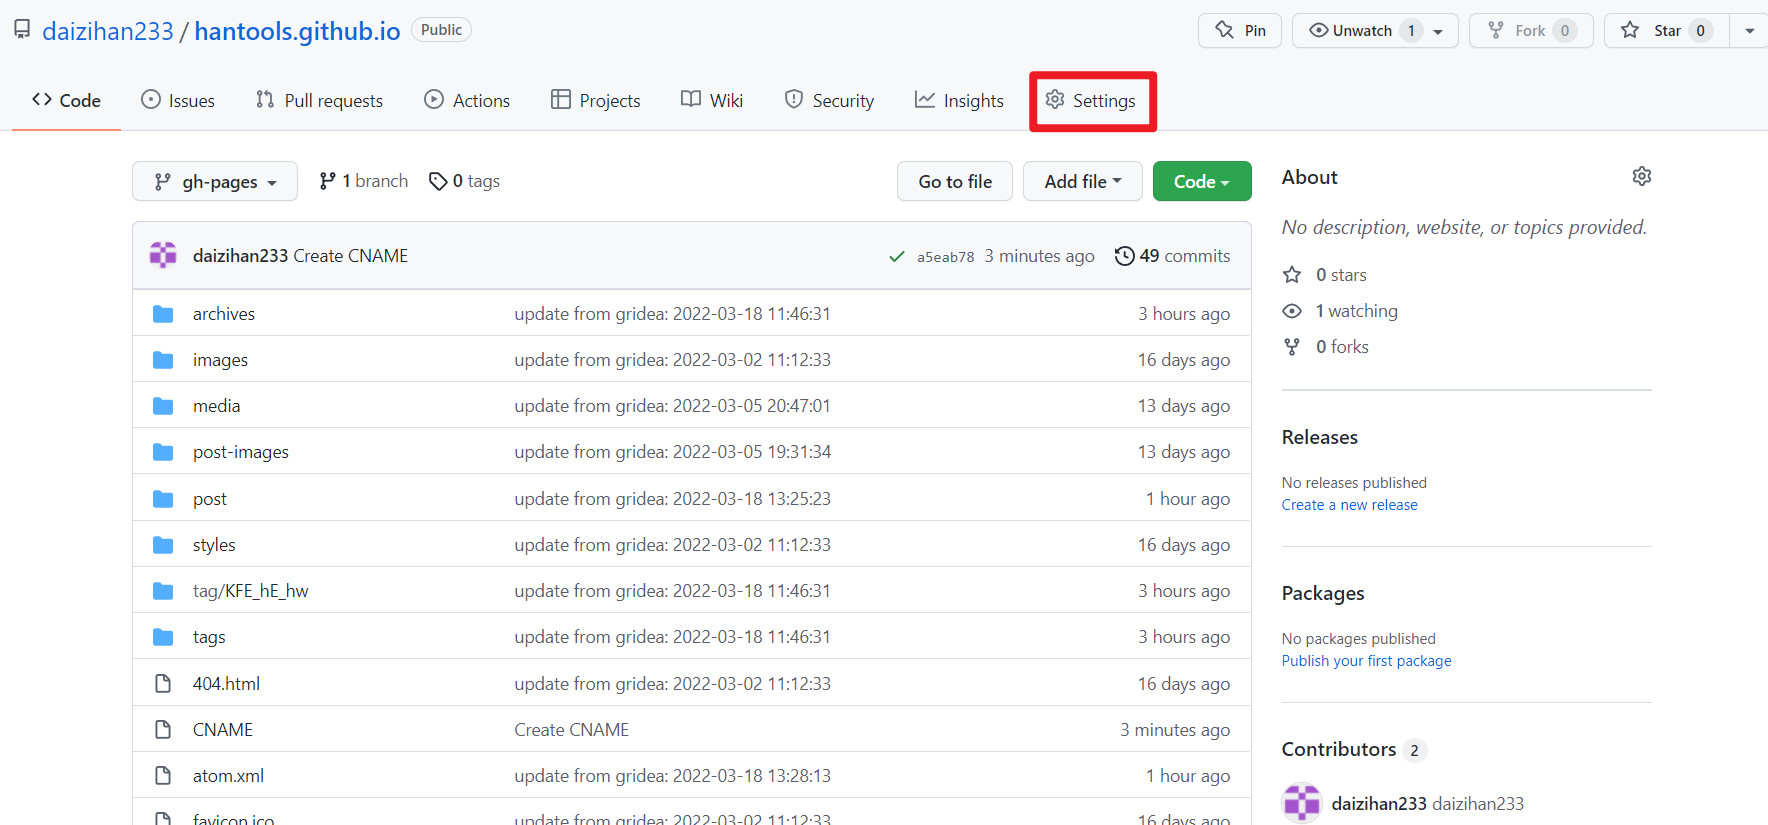 daizihan233 / hantools.github.io Public
Pin Unwatch 1 Fork 0 Star 0
Code Issues Pull requests Actions Projects Wiki Security Insights Settings
gh-pages 1 branch 0 tags Go to file Add file Code
daizihan233 Create CNAME a5eab78 3 minutes ago 49 commits
archives update from gridea: 2022-03-18 11:46:31 3 hours ago
images update from gridea: 2022-03-02 11:12:33 16 days ago
media update from gridea: 2022-03-05 20:47:01 13 days ago
post-images update from gridea: 2022-03-05 19:31:34 13 days ago
post update from gridea: 2022-03-18 13:25:23 1 hour ago
styles update from gridea: 2022-03-02 11:12:33 16 days ago
tag/KFE_hE_hw update from gridea: 2022-03-18 11:46:31 3 hours ago
tags update from gridea: 2022-03-18 11:46:31 3 hours ago
404.html update from gridea: 2022-03-02 11:12:33 16 days ago
CNAME Create CNAME 3 minutes ago
atom.xml update from gridea: 2022-03-18 13:28:13 1 hour ago
favicon.ico update from gridea: 2022-03-02 11:12:33 16 days ago
About
No description, website, or topics provided.
0 stars
1 watching
0 forks
Releases
No releases published
Create a new release
Packages
No packages published
Publish your first package
Contributors 2
daizihan233 daizihan233